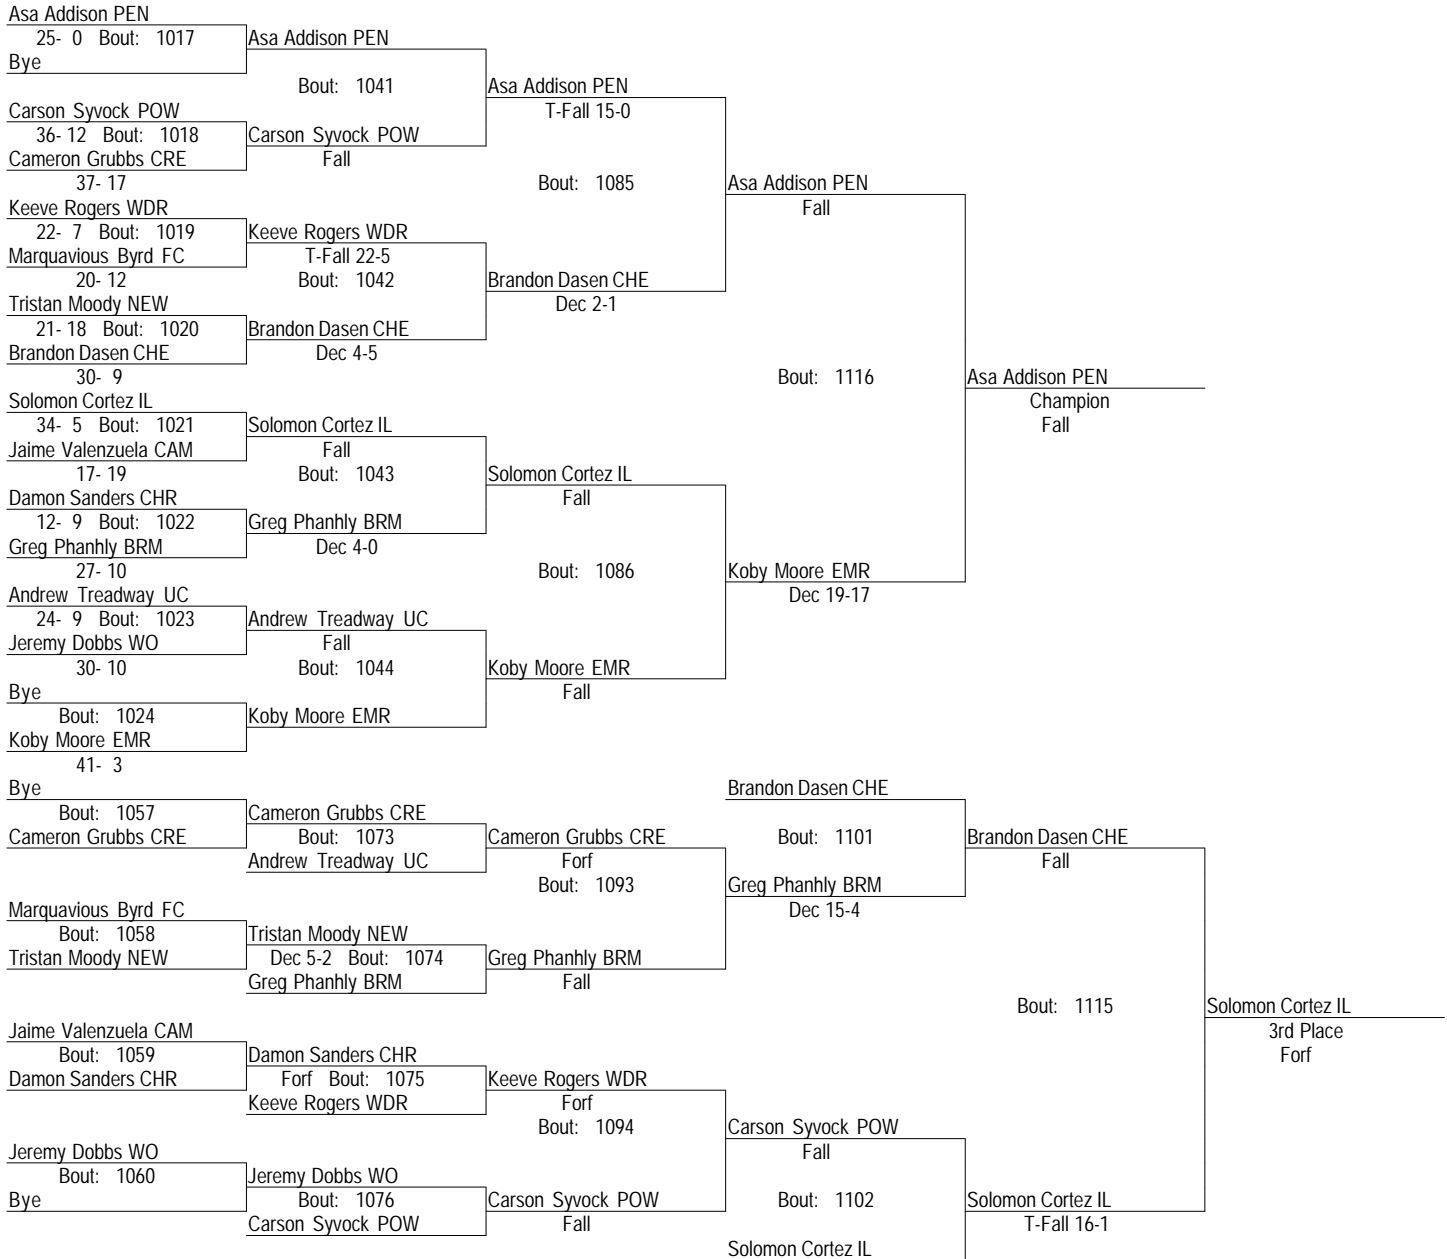 Asa Addison PEN
25- 0 Bout: 1017 Asa Addison PEN
Bye
Bout: 1041 Asa Addison PEN
Carson Syvock POW T-Fall 15-0
36- 12 Bout: 1018 Carson Syvock POW
Cameron Grubbs CRE Fall
37- 17 Bout: 1085 Asa Addison PEN
Keeve Rogers WDR Fall
22- 7 Bout: 1019 Keeve Rogers WDR
Marquavious Byrd FC T-Fall 22-5
20- 12 Bout: 1042 Brandon Dasen CHE
Tristan Moody NEW Dec 2-1
21- 18 Bout: 1020 Brandon Dasen CHE
Brandon Dasen CHE Dec 4-5
30- 9 Bout: 1116 Asa Addison PEN
Solomon Cortez IL Champion
34- 5 Bout: 1021 Solomon Cortez IL Fall
Jaime Valenzuela CAM Fall
17- 19 Bout: 1043 Solomon Cortez IL
Damon Sanders CHR Fall
12- 9 Bout: 1022 Greg Phanhly BRM
Greg Phanhly BRM Dec 4-0
27- 10 Bout: 1086 Koby Moore EMR
Andrew Treadway UC Dec 19-17
24- 9 Bout: 1023 Andrew Treadway UC
Jeremy Dobbs WO Fall
30- 10 Bout: 1044 Koby Moore EMR
Bye Fall
Bout: 1024 Koby Moore EMR
Koby Moore EMR
41- 3
Bye Brandon Dasen CHE
Bout: 1057 Cameron Grubbs CRE
Cameron Grubbs CRE Bout: 1073 Cameron Grubbs CRE Bout: 1101 Brandon Dasen CHE
Andrew Treadway UC Forf Fall
Bout: 1093 Greg Phanhly BRM
Marquavious Byrd FC Dec 15-4
Bout: 1058 Tristan Moody NEW
Tristan Moody NEW Dec 5-2 Bout: 1074 Greg Phanhly BRM
Greg Phanhly BRM Fall
Bout: 1115 Solomon Cortez IL
Jaime Valenzuela CAM 3rd Place
Bout: 1059 Damon Sanders CHR Forf
Damon Sanders CHR Forf Bout: 1075 Keeve Rogers WDR
Keeve Rogers WDR Forf
Bout: 1094 Carson Syvock POW
Jeremy Dobbs WO Fall
Bout: 1060 Jeremy Dobbs WO
Bye Bout: 1076 Carson Syvock POW Bout: 1102 Solomon Cortez IL
Carson Syvock POW Fall T-Fall 16-1
Solomon Cortez IL